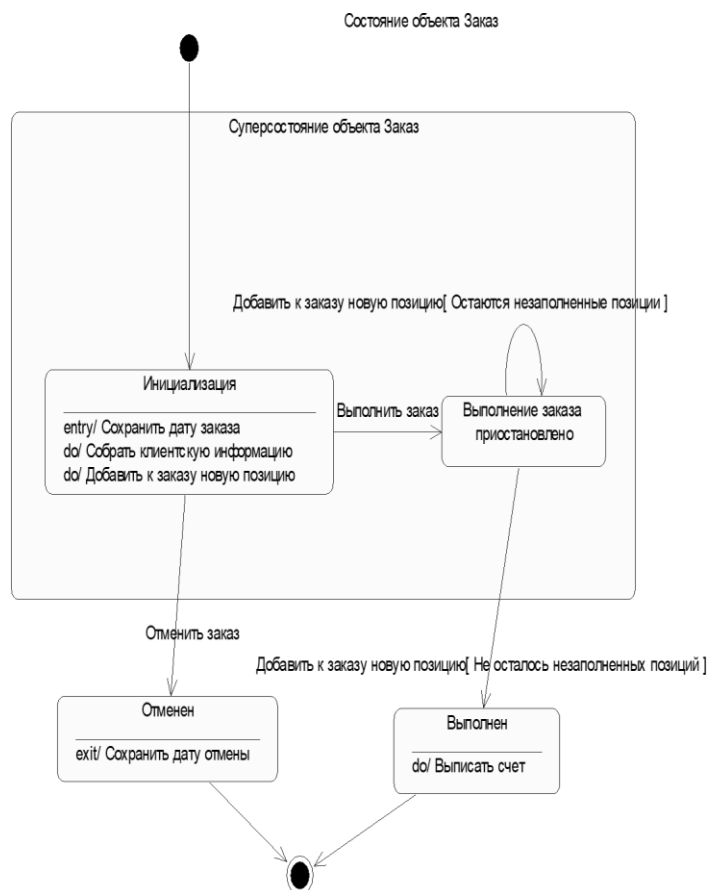 Состояние объекта Заказ
Суперсостояние объекта Заказ
Добавить к заказу новую позицию[ Остаются незаполненные позиции ]
Инициализация
entry/ Сохранить дату заказа
do/ Собрать клиентскую информацию
do/ Добавить к заказу новую позицию
Выполнить заказ
Выполнение заказа
приостановлено
Отменить заказ
Добавить к заказу новую позицию[ Не осталось незаполненных позиций ]
Отменен
exit/ Сохранить дату отмены
Выполнен
do/ Выписать счет